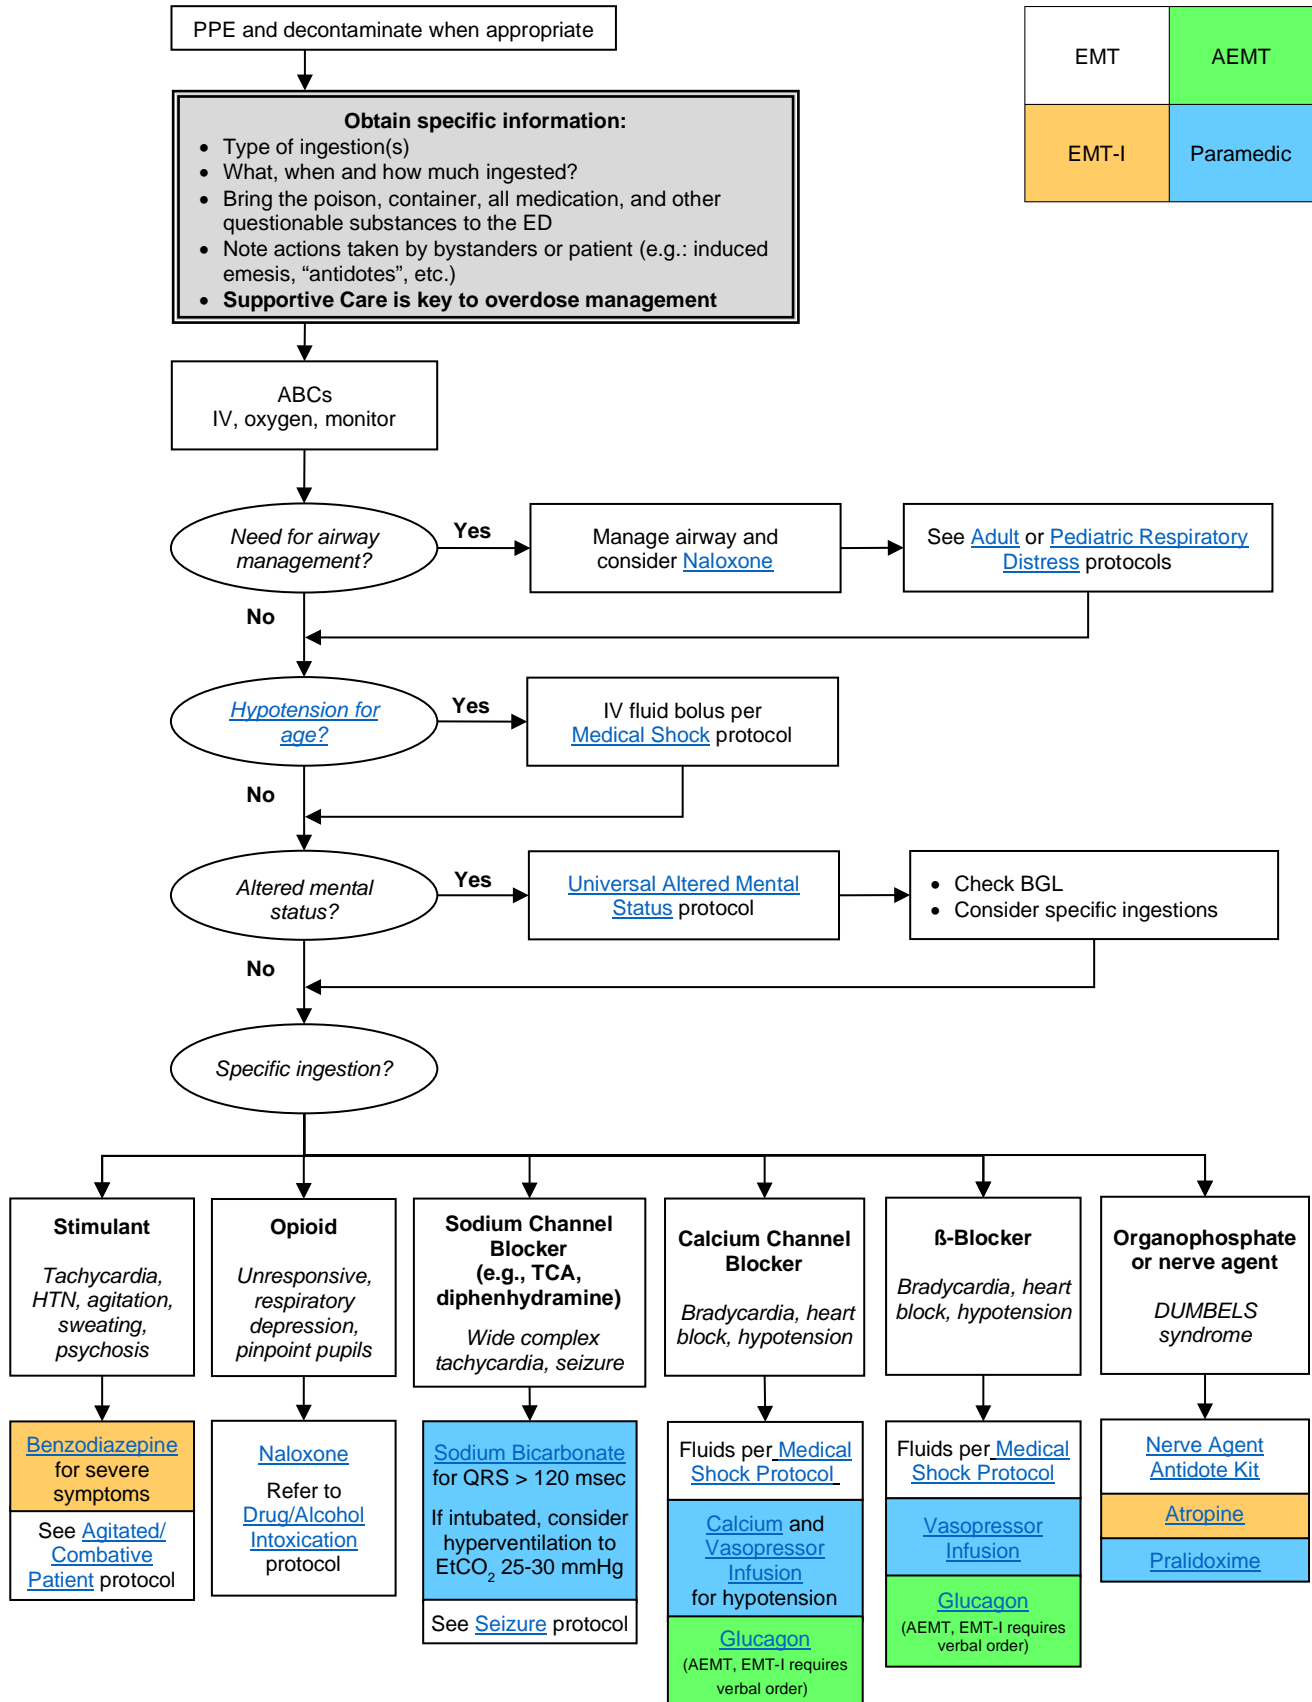 PPE and decontaminate when appropriate
EMT
AEMT
EMT-I
Paramedic
Obtain specific information:
• Type of ingestion(s)
• What, when and how much ingested?
• Bring the poison, container, all medication, and other
questionable substances to the ED
• Note actions taken by bystanders or patient (e.g.: induced
emesis, “antidotes”, etc.)
• Supportive Care is key to overdose management
ABCs
IV, oxygen, monitor
Need for airway
management?
Yes
Manage airway and
consider Naloxone
See Adult or Pediatric Respiratory
Distress protocols
No
Hypotension for
age?
Yes
IV fluid bolus per
Medical Shock protocol
No
Altered mental
status?
Yes
Universal Altered Mental
Status protocol
• Check BGL
• Consider specific ingestions
No
Specific ingestion?
Stimulant
Tachycardia,
HTN, agitation,
sweating,
psychosis
Opioid
Unresponsive,
respiratory
depression,
pinpoint pupils
Sodium Channel
Blocker
(e.g., TCA,
diphenhydramine)
Wide complex
tachycardia, seizure
Calcium Channel
Blocker
Bradycardia, heart
block, hypotension
ß-Blocker
Bradycardia, heart
block, hypotension
Organophosphate
or nerve agent
DUMBELS
syndrome
Benzodiazepine
for severe
symptoms
See Agitated/
Combative
Patient protocol
Naloxone
Refer to
Drug/Alcohol
Intoxication
protocol
Sodium Bicarbonate
for QRS > 120 msec
If intubated, consider
hyperventilation to
EtCO₂ 25-30 mmHg
See Seizure protocol
Fluids per Medical
Shock Protocol
Calcium and
Vasopressor
Infusion
for hypotension
Glucagon
(AEMT, EMT-I requires
verbal order)
Fluids per Medical
Shock Protocol
Vasopressor
Infusion
Glucagon
(AEMT, EMT-I requires
verbal order)
Nerve Agent
Antidote Kit
Atropine
Pralidoxime